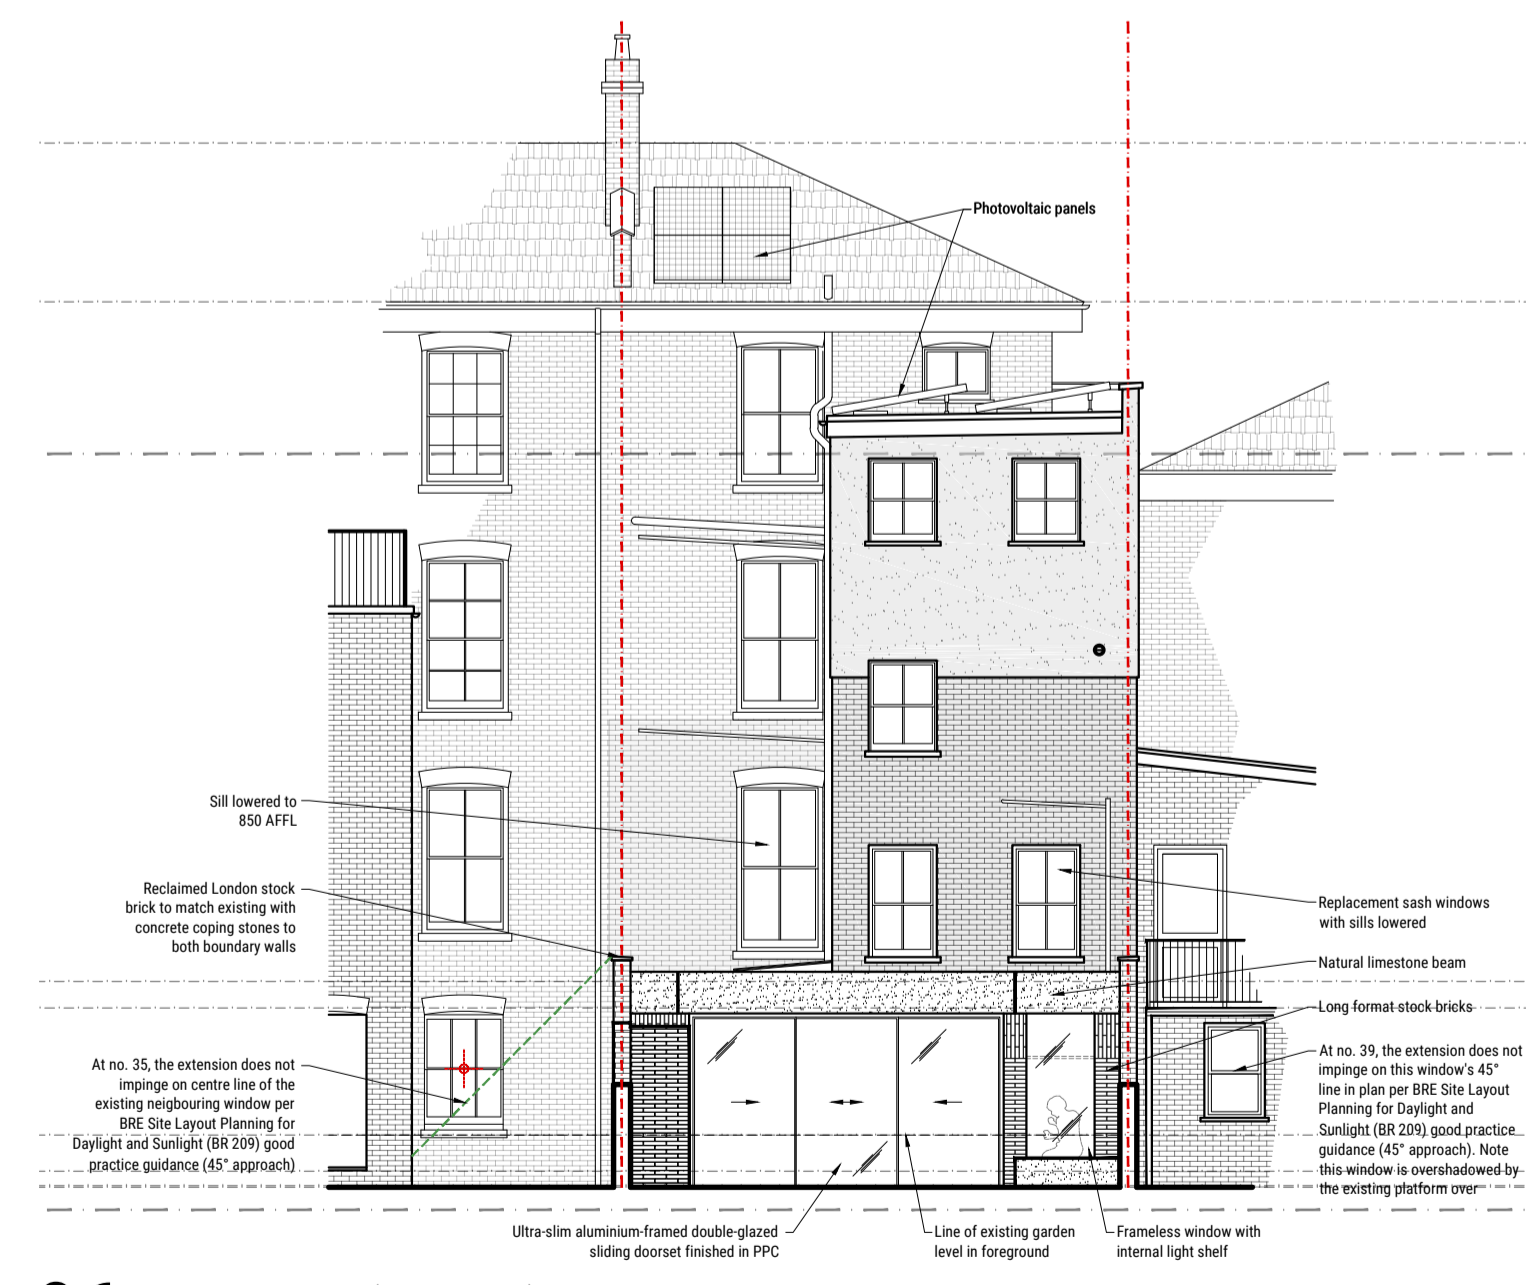 Photovoltaic panels
Sill lowered to
850 AFFL
Reclaimed London stock
brick to match existing with
concrete coping stones to
both boundary walls
At no. 35, the extension does not
impinge on centre line of the
existing neigbouring window per
BRE Site Layout Planning for
Daylight and Sunlight (BR 209) good
practice guidance (45° approach)
Replacement sash windows
with sills lowered
Natural limestone beam
Long format stock bricks
At no. 39, the extension does not
impinge on this window's 45°
line in plan per BRE Site Layout
Planning for Daylight and
Sunlight (BR 209) good practice
guidance (45° approach). Note
this window is overshadowed by
the existing platform over
Ultra-slim aluminium-framed double-glazed
sliding doorset finished in PPC
Line of existing garden
level in foreground
Frameless window with
internal light shelf